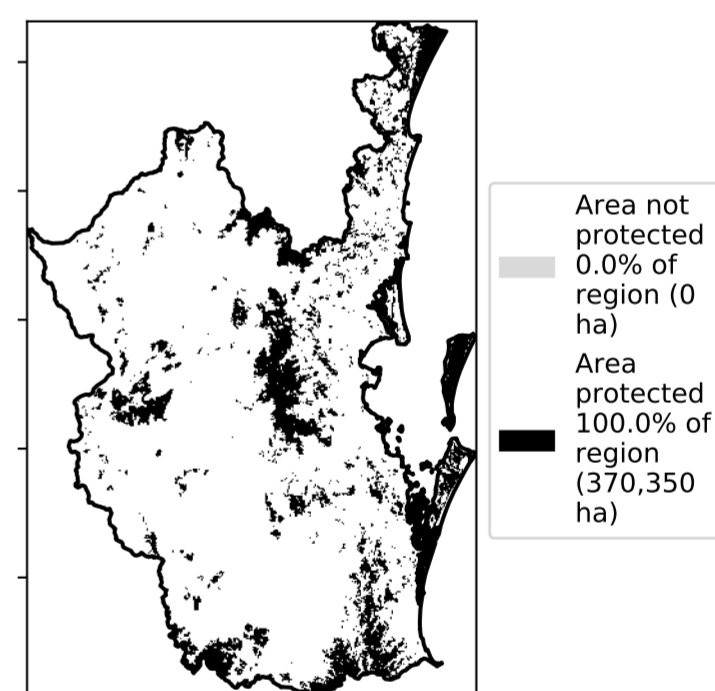 Area not
protected
0.0% of
region (0
ha)
Area
protected
100.0% of
region
(370,350
ha)